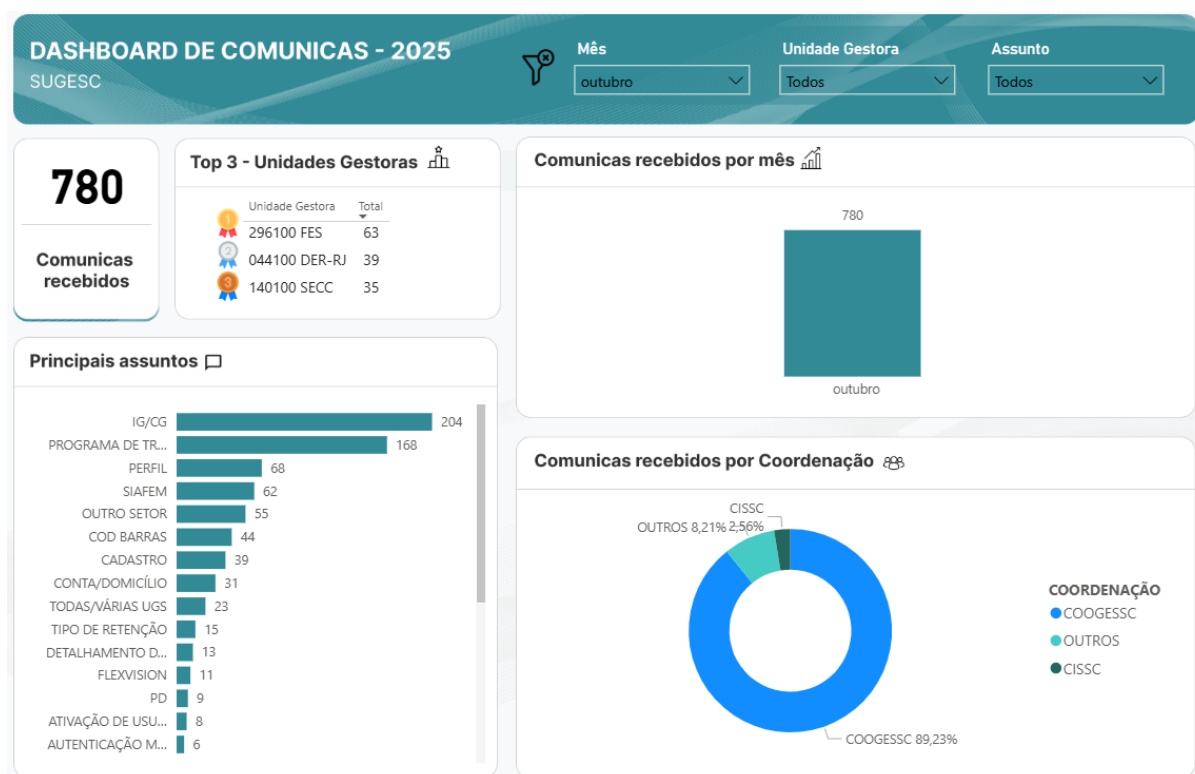 DASHBOARD DE COMUNICAS - 2025
SUGESC
Mês
outubro
Unidade Gestora
Todos
Assunto
Todos
780
Comunicas
recebidos
Top 3 - Unidades Gestoras
Unidade Gestora Total
1 296100 FES 63
2 044100 DER-RJ 39
3 140100 SECC 35
Comunicas recebidos por mês
780
outubro
Principais assuntos
IG/CG 204
PROGRAMA DE TR... 168
PERFIL 68
SIAFEM 62
OUTRO SETOR 55
COD BARRAS 44
CADASTRO 39
CONTA/DOMICÍLIO 31
TODAS/VÁRIAS UGS 23
TIPO DE RETENÇÃO 15
DETALHAMENTO D... 13
FLEXVISION 11
PD 9
ATIVAÇÃO DE USU... 8
AUTENTICAÇÃO M... 6
Comunicas recebidos por Coordenação
CISSC
2,56%
OUTROS 8,21%
COOGESSC 89,23%
COORDENAÇÃO
COOGESSC
OUTROS
CISSC